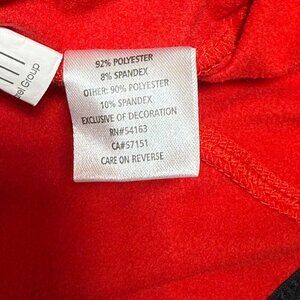 92% POLYESTER
8% SPANDEX
OTHER: 90% POLYESTER
10% SPANDEX
EXCLUSIVE OF DECORATION
RN#54163
CA#57151
CARE ON REVERSE
Group